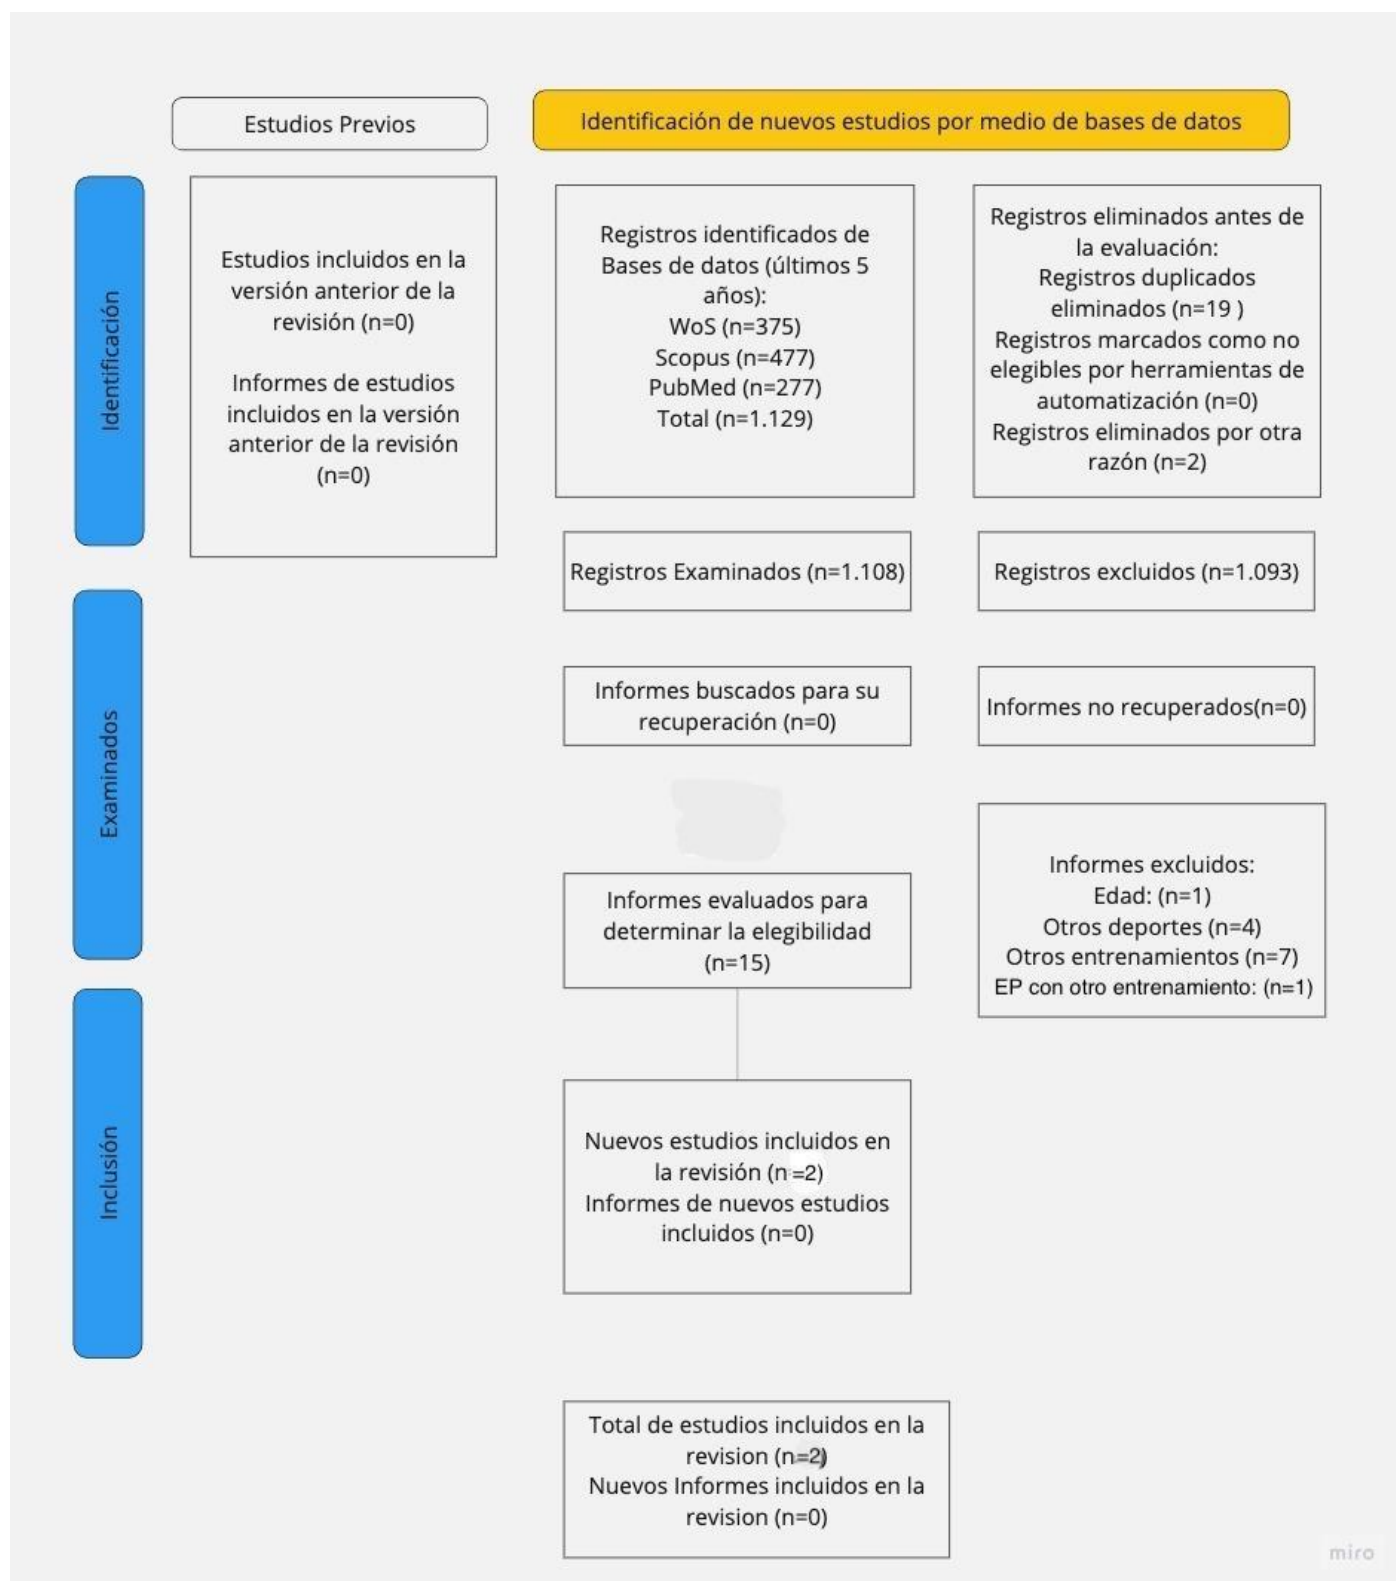 Estudios Previos
Identificación de nuevos estudios por medio de bases de datos
Identificación
Estudios incluidos en la
versión anterior de la
revisión (n=0)
Informes de estudios
incluidos en la versión
anterior de la revisión
(n=0)
Registros identificados de
Bases de datos (últimos 5
años):
WoS (n=375)
Scopus (n=477)
PubMed (n=277)
Total (n=1.129)
Registros eliminados antes de
la evaluación:
Registros duplicados
eliminados (n=19 )
Registros marcados como no
elegibles por herramientas de
automatización (n=0)
Registros eliminados por otra
razón (n=2)
Registros Examinados (n=1.108)
Registros excluidos (n=1.093)
Examinados
Informes buscados para su
recuperación (n=0)
Informes no recuperados(n=0)
Informes evaluados para
determinar la elegibilidad
(n=15)
Informes excluidos:
Edad: (n=1)
Otros deportes (n=4)
Otros entrenamientos (n=7)
EP con otro entrenamiento: (n=1)
Inclusión
Nuevos estudios incluidos en
la revisión (n =2)
Informes de nuevos estudios
incluidos (n=0)
Total de estudios incluidos en la
revision (n=2)
Nuevos Informes incluidos en la
revision (n=0)
miro